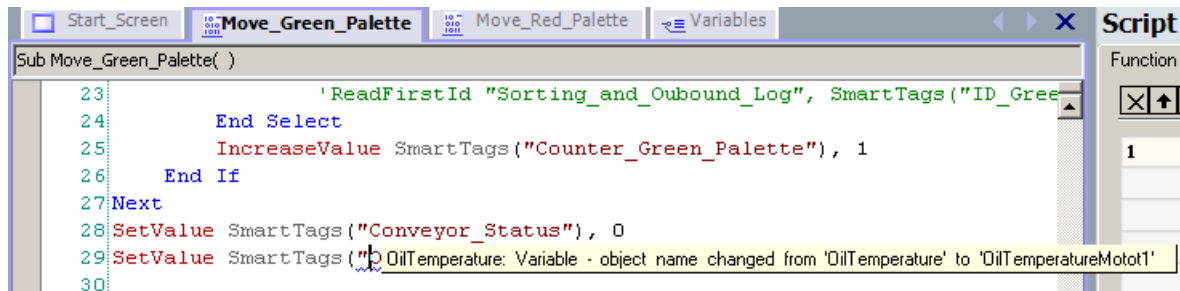 Start_Screen Move_Green_Palette Move_Red_Palette Variables X Script
Sub Move_Green_Palette( ) Function
23 'ReadFirstId "Sorting_and_Oubound_Log", SmartTags("ID_Gree
24 End Select
25 IncreaseValue SmartTags("Counter_Green_Palette"), 1 1
26 End If
27 Next
28 SetValue SmartTags("Conveyor_Status"), 0
29 SetValue SmartTags("O OilTemperature: Variable - object name changed from 'OilTemperature' to 'OilTemperatureMotot1'
30